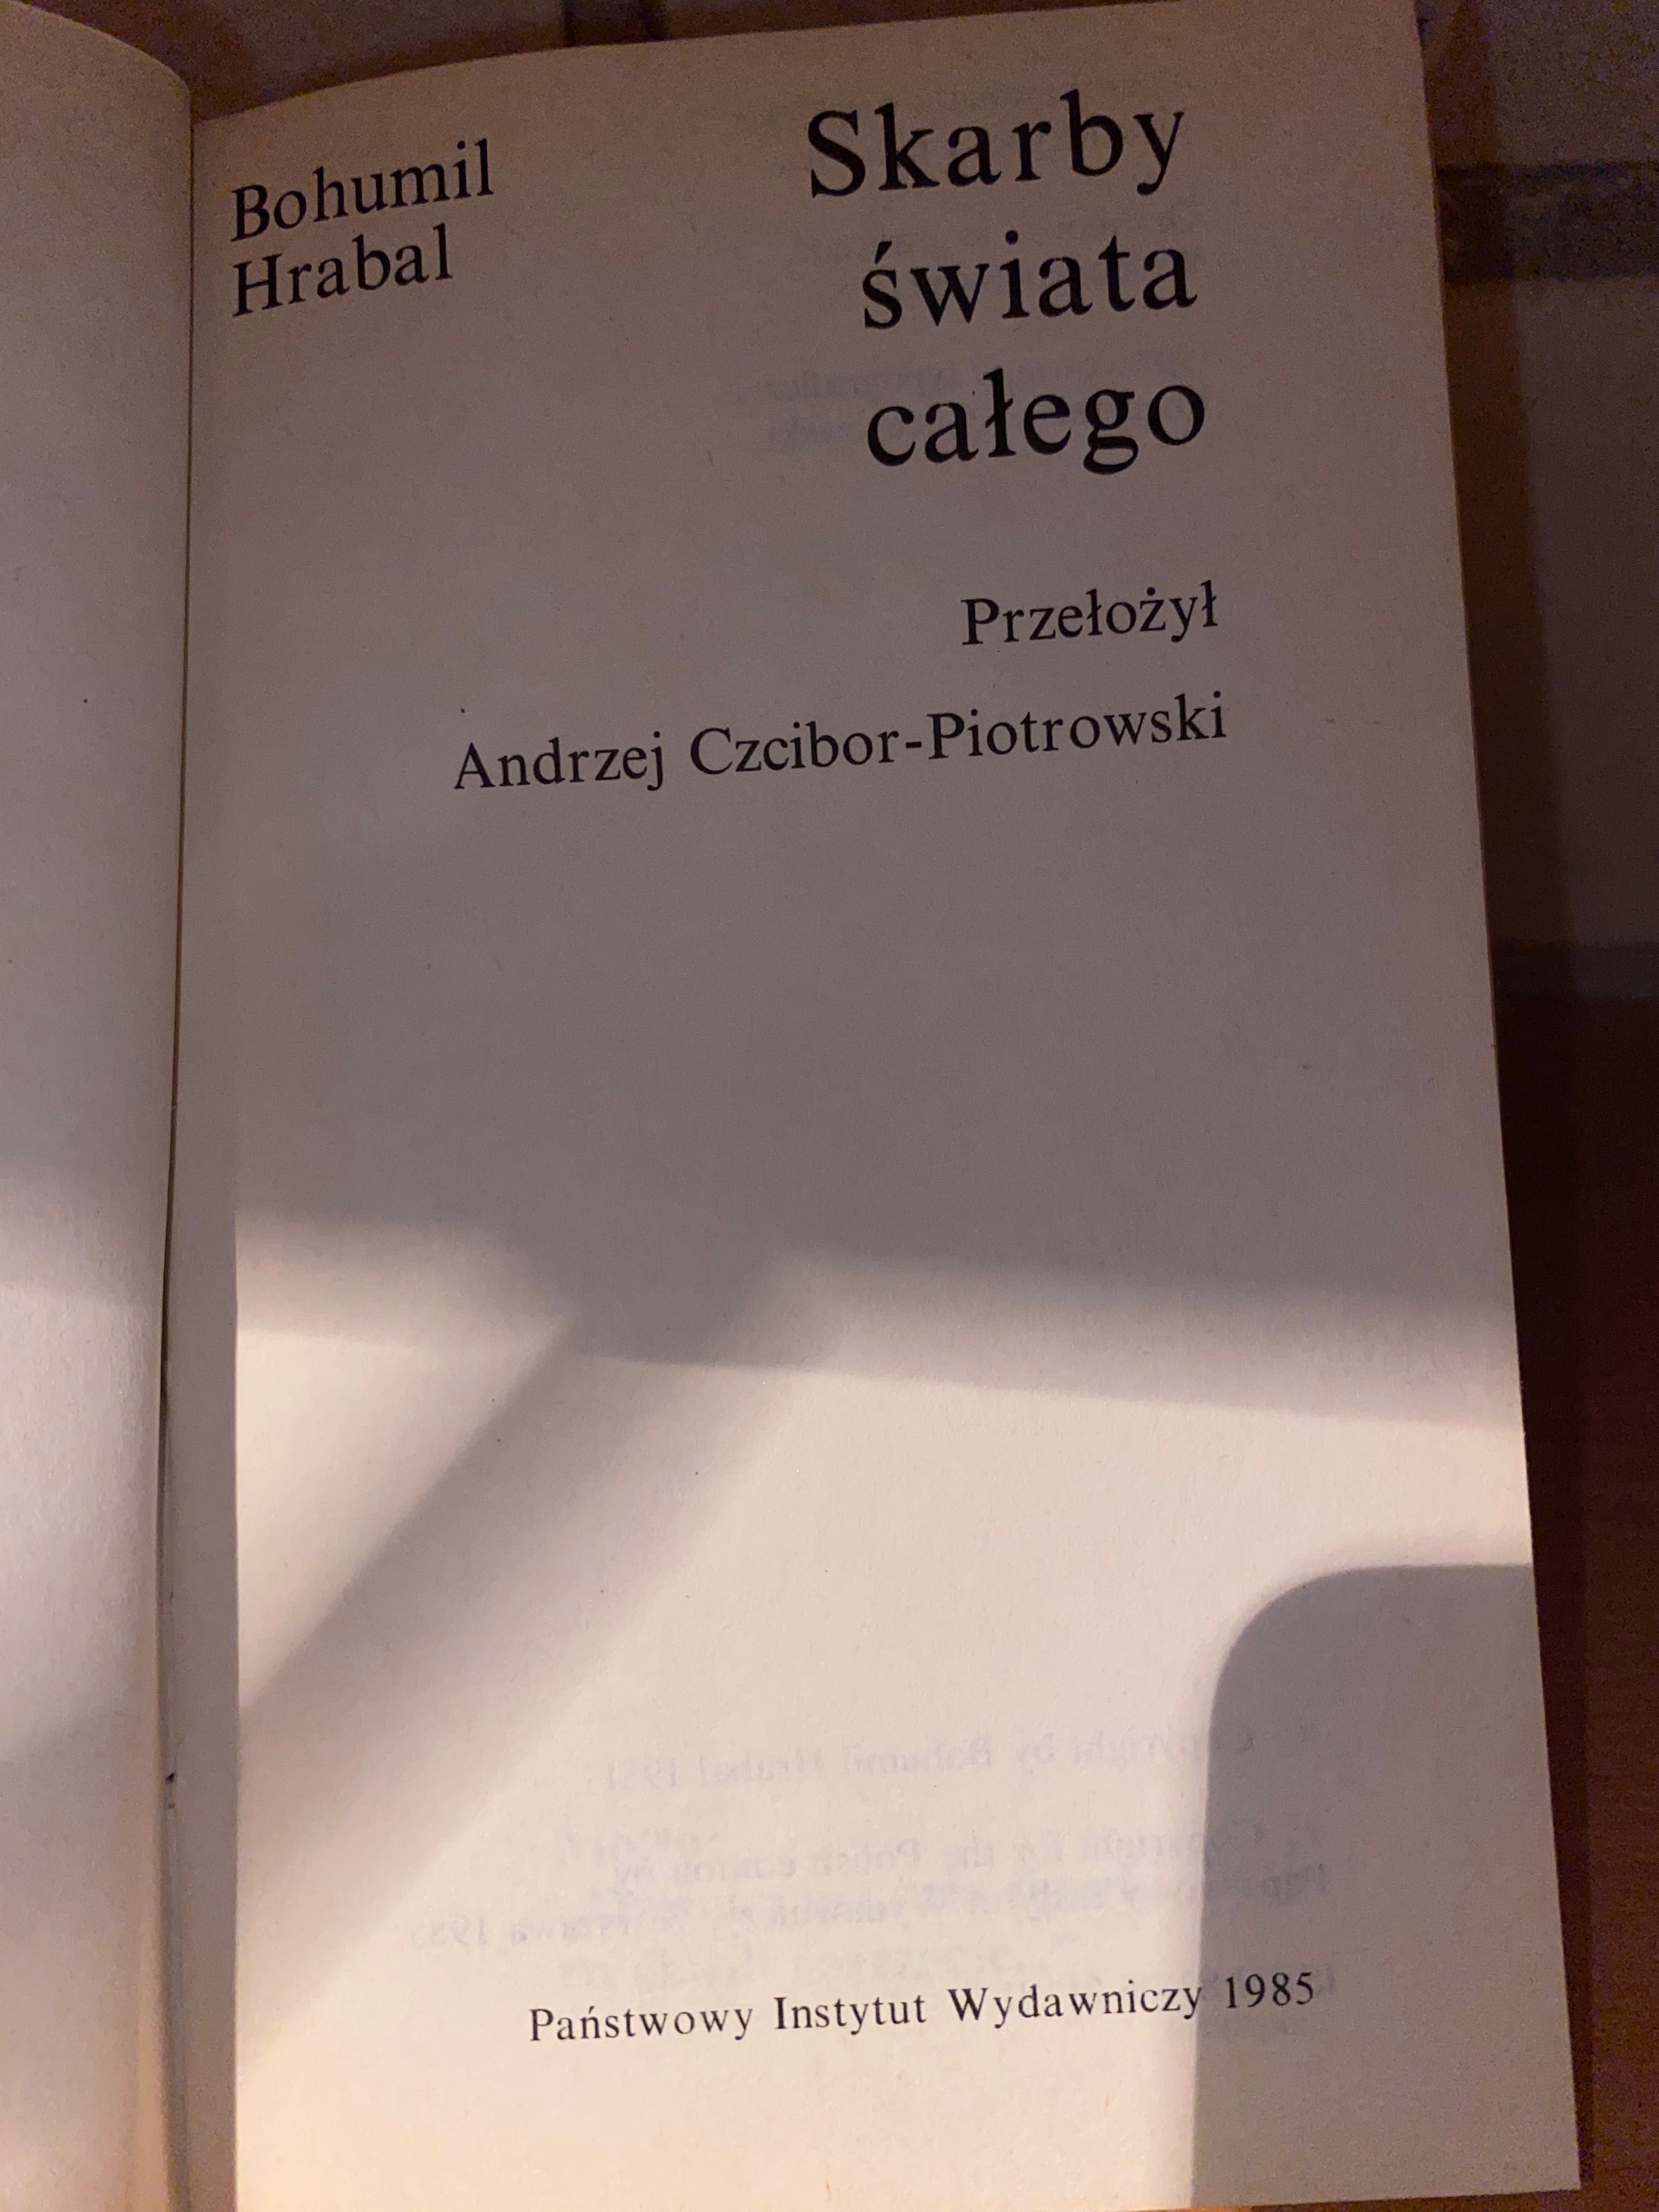 Bohumil
Hrabal
Skarby
świata
całego
Przełożył
Andrzej Czcibor-Piotrowski
Państwowy Instytut Wydawniczy 1985